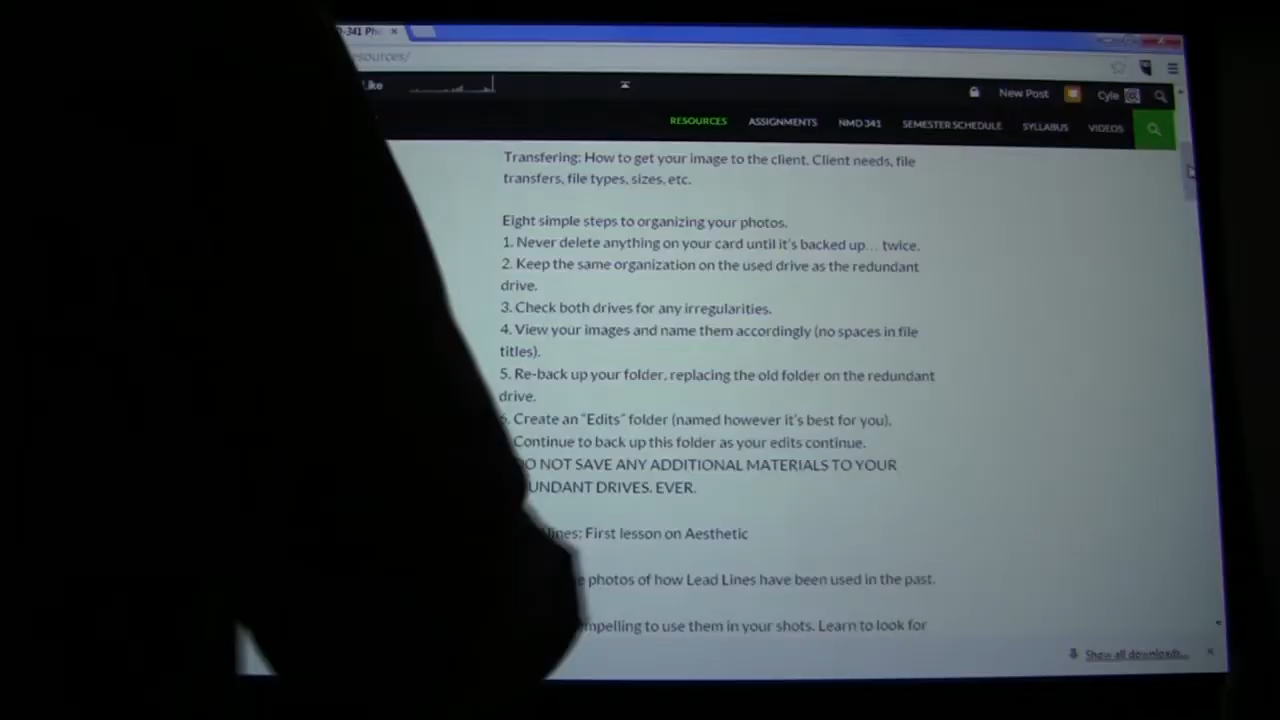 -341 Pho
esources/
Like
New Post
Cyle
RESOURCES ASSIGNMENTS NMD 341 SEMESTER SCHEDULE SYLLABUS VIDEOS
Transfering: How to get your image to the client. Client needs, file
transfers, file types, sizes, etc.
Eight simple steps to organizing your photos.
1. Never delete anything on your card until it's backed up… twice.
2. Keep the same organization on the used drive as the redundant
drive.
3. Check both drives for any irregularities.
4. View your images and name them accordingly (no spaces in file
titles).
5. Re-back up your folder, replacing the old folder on the redundant
drive.
6. Create an “Edits” folder (named however it's best for you).
Continue to back up this folder as your edits continue.
DO NOT SAVE ANY ADDITIONAL MATERIALS TO YOUR
UNDANT DRIVES. EVER.
lines: First lesson on Aesthetic
e photos of how Lead Lines have been used in the past.
mpelling to use them in your shots. Learn to look for
Show all downloads...